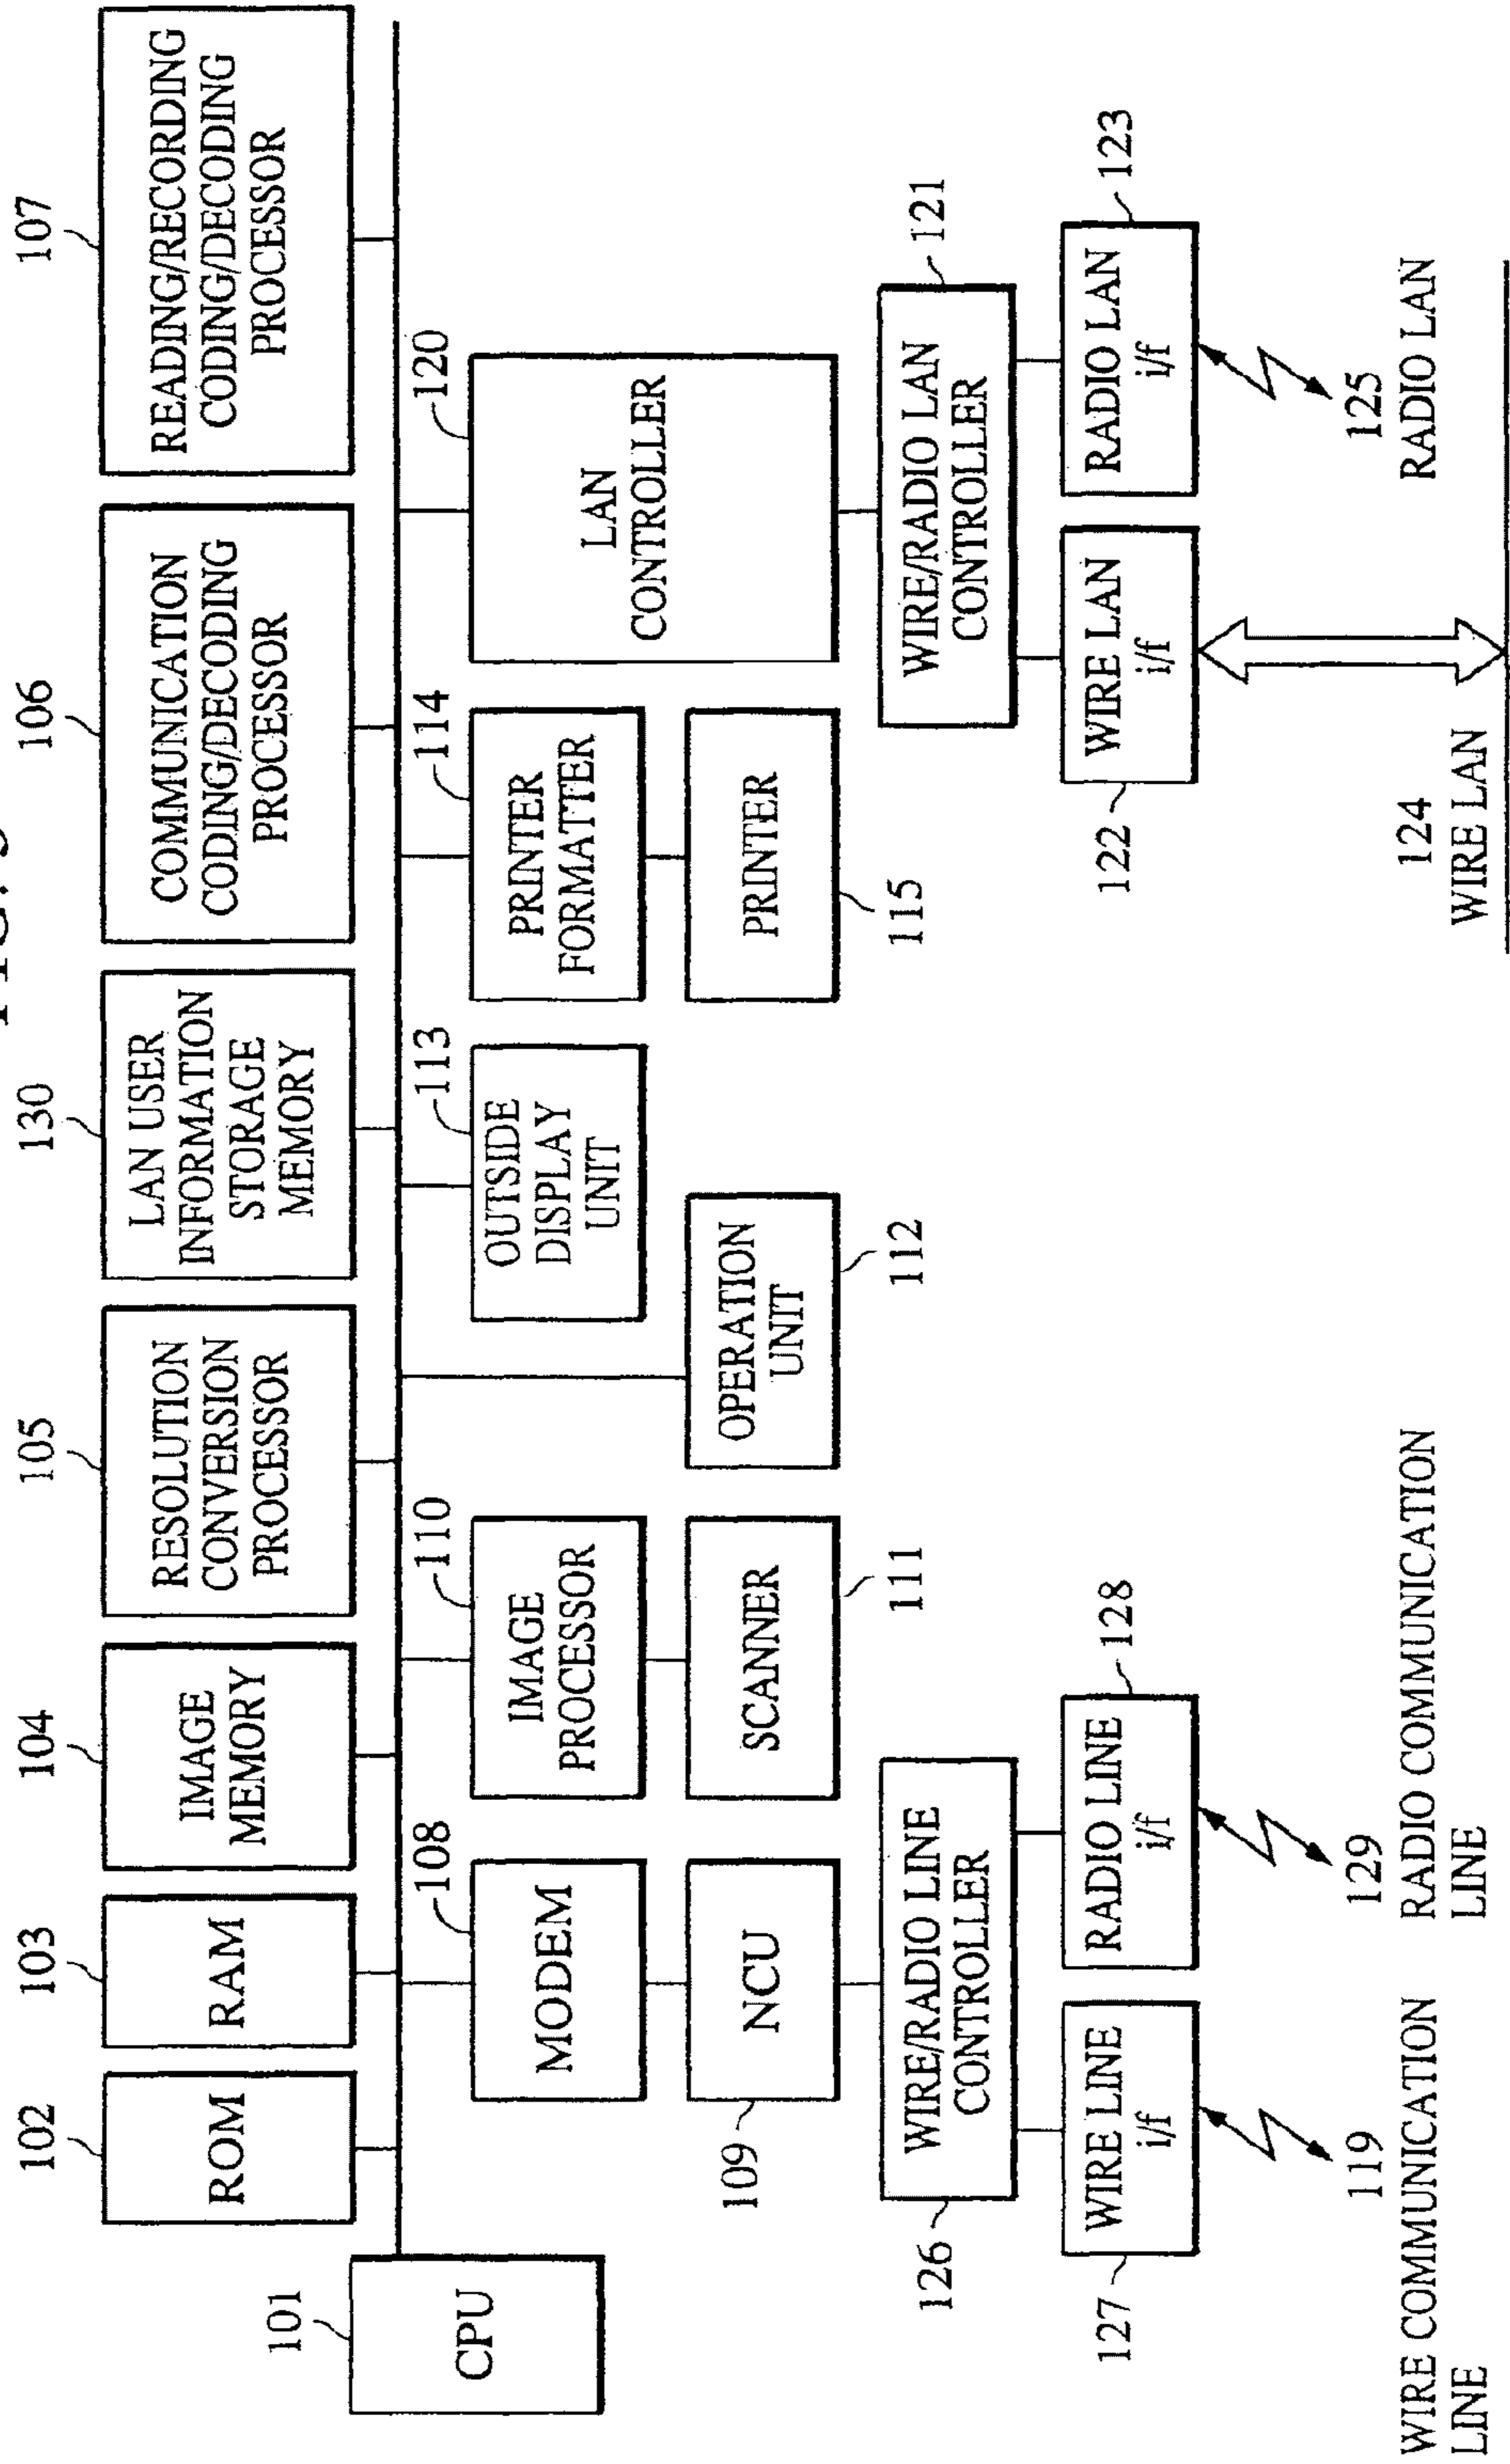 101
CPU
102
ROM
103
RAM
104
IMAGE
MEMORY
105
RESOLUTION
CONVERSION
PROCESSOR
130
LAN USER
INFORMATION
STORAGE
MEMORY
106
COMMUNICATION
CODING/DECODING
PROCESSOR
107
READING/RECORDING
CODING/DECODING
PROCESSOR
108
MODEM
109
NCU
110
IMAGE
PROCESSOR
111
SCANNER
112
OPERATION
UNIT
113
OUTSIDE
DISPLAY
UNIT
114
PRINTER
FORMATTER
115
PRINTER
120
LAN
CONTROLLER
126
WIRE/RADIO LINE
CONTROLLER
127
WIRE LINE
i/f
128
RADIO LINE
i/f
119
WIRE COMMUNICATION
LINE
129
RADIO COMMUNICATION
LINE
121
WIRE/RADIO LAN
CONTROLLER
122
WIRE LAN
i/f
123
RADIO LAN
i/f
124
WIRE LAN
125
RADIO LAN